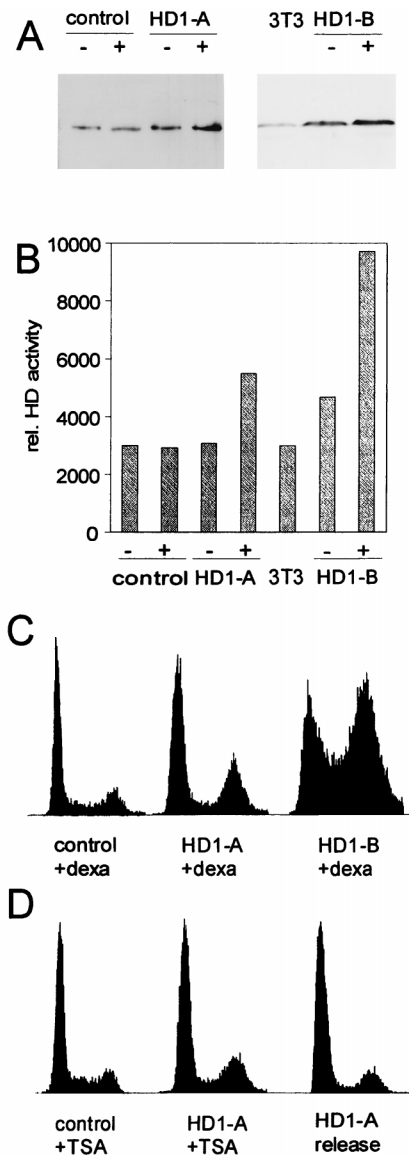 A
control HD1-A 3T3 HD1-B
- + - + - +
B
10000
8000
6000
4000
2000
0
rel. HD activity
- + - + - +
control HD1-A 3T3 HD1-B
C
control HD1-A HD1-B
+dexa +dexa +dexa
D
control HD1-A HD1-A
+TSA +TSA release